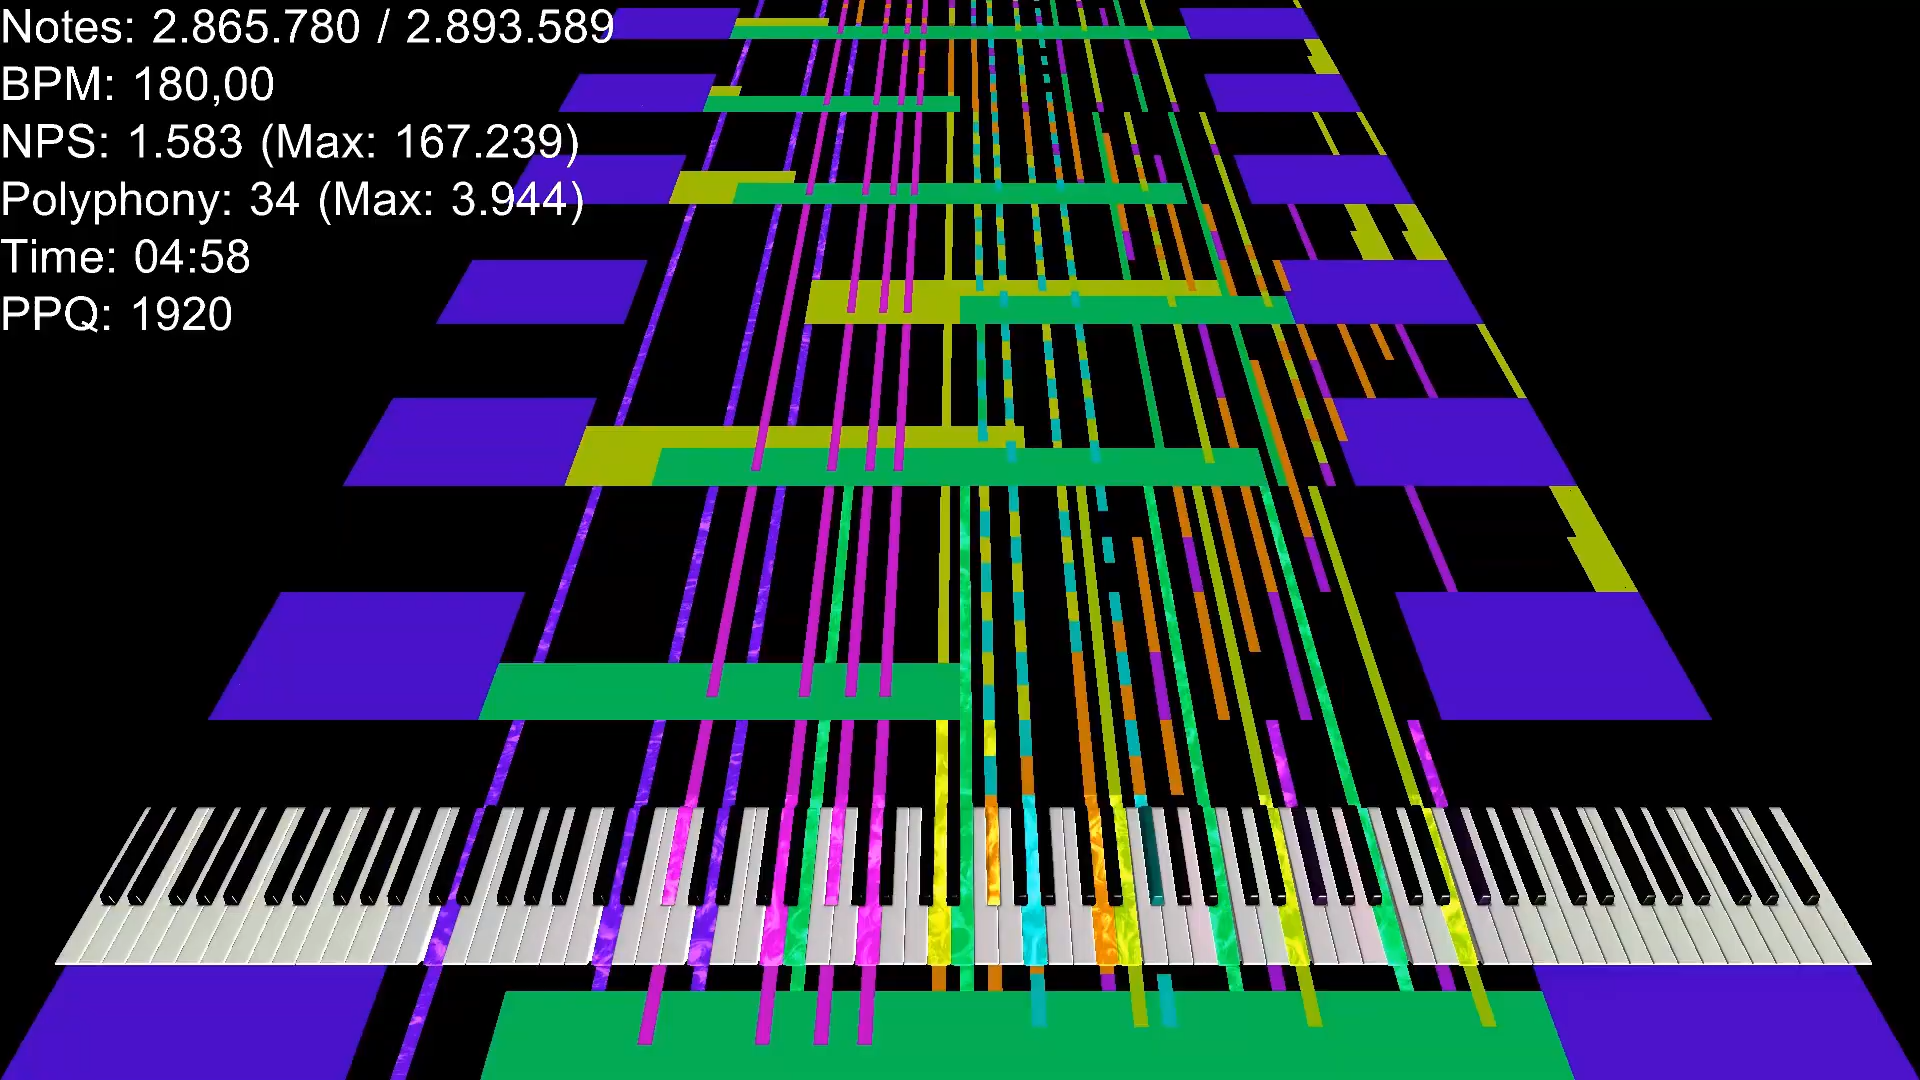 Notes: 2.865.780 / 2.893.589
BPM: 180,00
NPS: 1.583 (Max: 167.239)
Polyphony: 34 (Max: 3.944)
Time: 04:58
PPQ: 1920